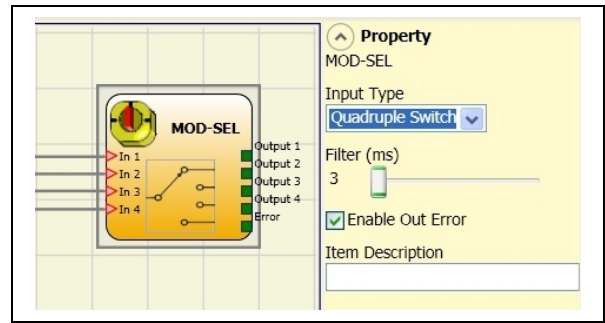 MOD-SEL
In 1
In 2
In 3
In 4
Output 1
Output 2
Output 3
Output 4
Error
Property
MOD-SEL
Input Type
Quadruple Switch
Filter (ms)
3
Enable Out Error
Item Description